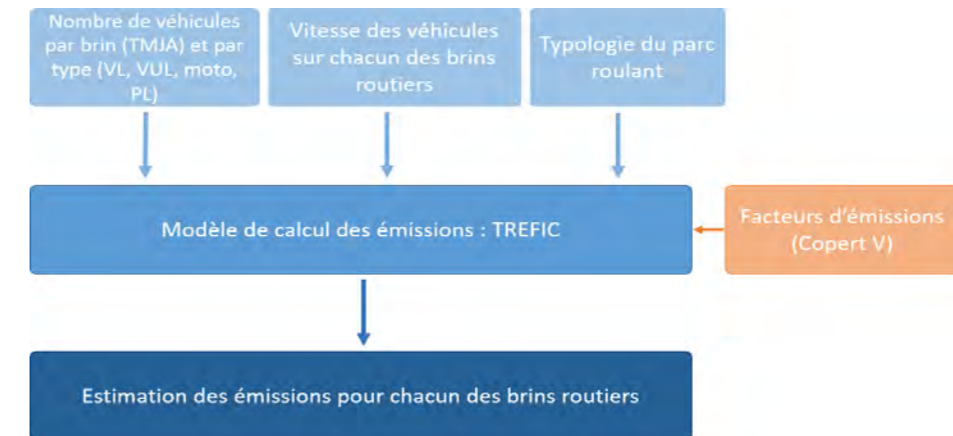 Nombre de véhicules
par brin (TMJA) et par
type (VL, VUL, moto,
PL)
Vitesse des véhicules
sur chacun des brins
routiers
Typologie du parc
roulant
Modèle de calcul des émissions : TREFIC
Facteurs d'émissions
(Copert V)
Estimation des émissions pour chacun des brins routiers